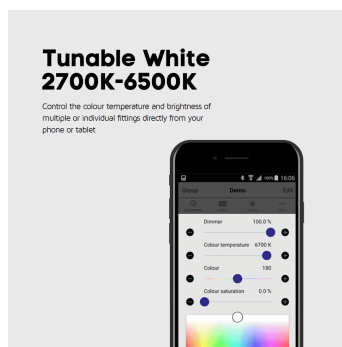 Tunable White
2700K-6500K
Control the colour temperature and brightness of
multiple or individual fittings directly from your
phone or tablet
100% 16:06
Group Demo Edit
Dimmer 100.0 %
Colour temperature 6700 K
Colour 180
Colour saturation 0.0 %